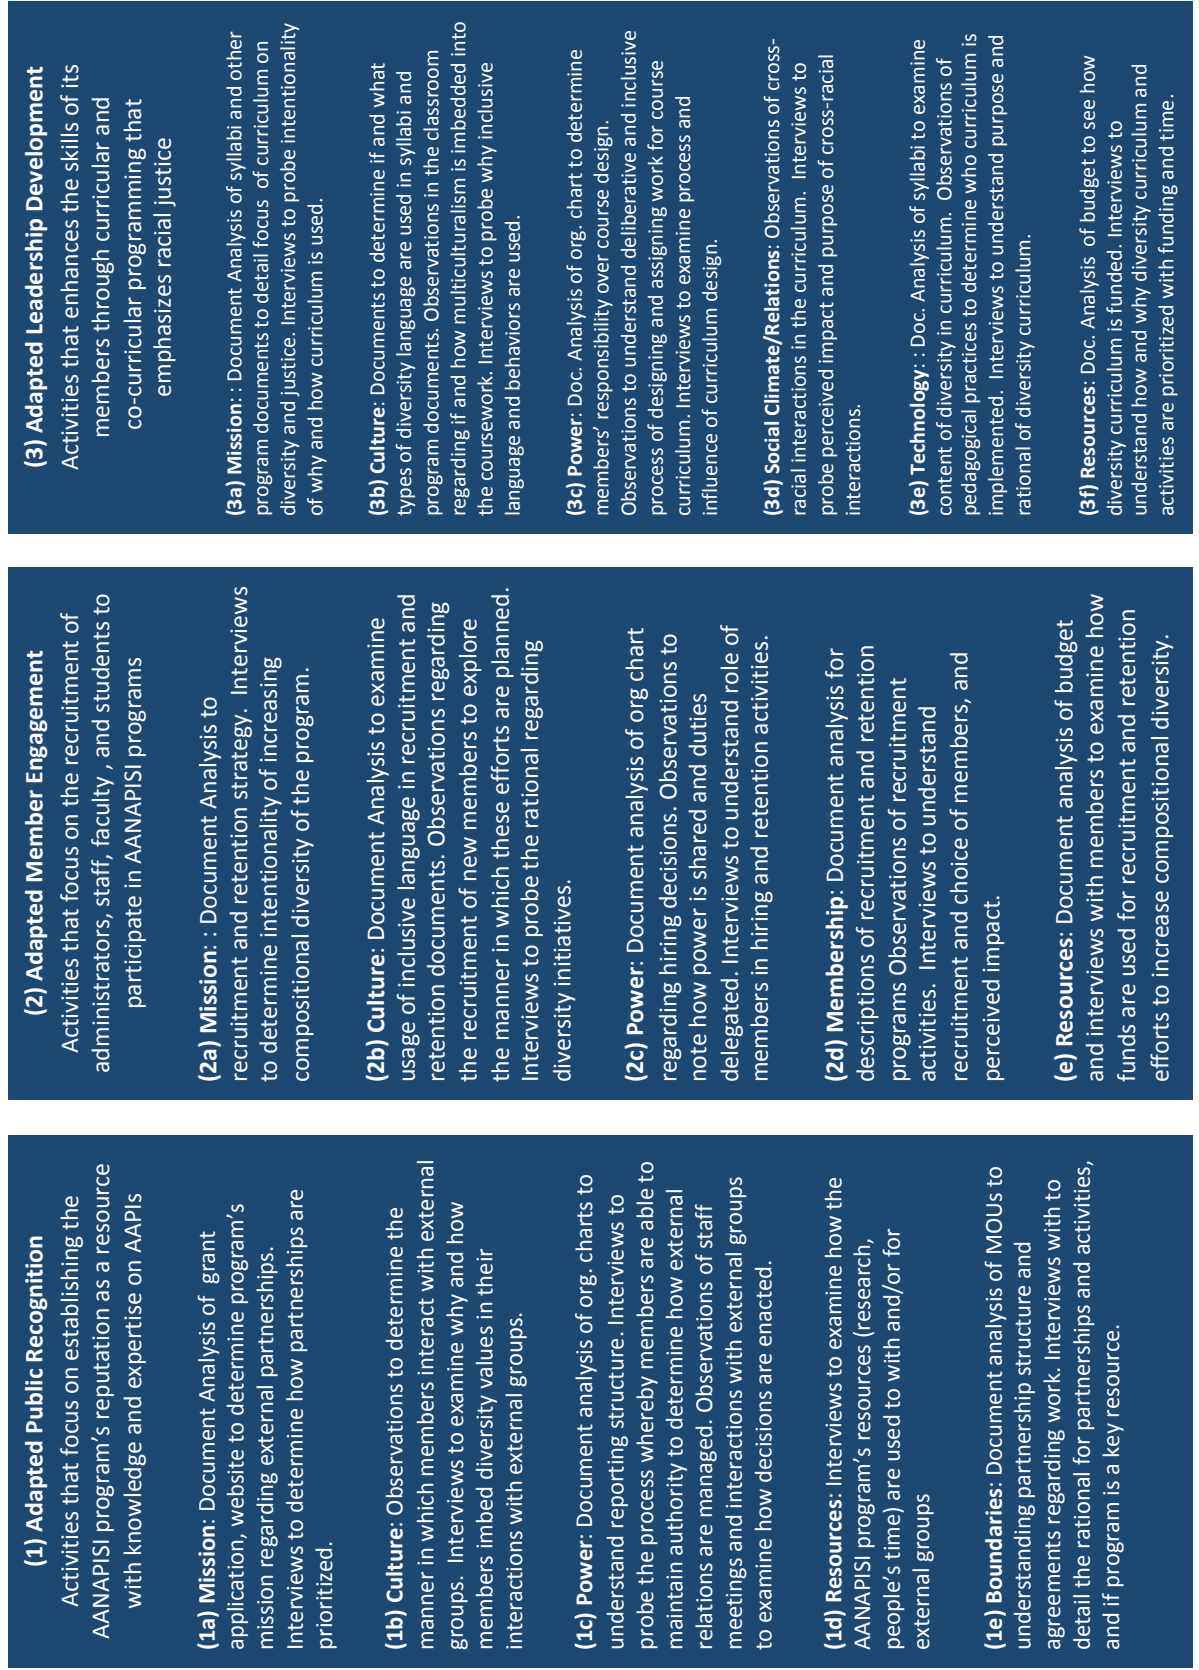 (1) Adapted Public Recognition
Activities that focus on establishing the
AANAPISI program’s reputation as a resource
with knowledge and expertise on AAPIs
(1a) Mission: Document Analysis of  grant
application, website to determine program’s
mission regarding external partnerships.
Interviews to determine how partnerships are
prioritized.
(1b) Culture: Observations to determine the
manner in which members interact with external
groups.  Interviews to examine why and how
members imbed diversity values in their
interactions with external groups.
(1c) Power: Document analysis of org. charts to
understand reporting structure. Interviews to
probe the process whereby members are able to
maintain authority to determine how external
relations are managed. Observations of staff
meetings and interactions with external groups
to examine how decisions are enacted.
(1d) Resources: Interviews to examine how the
AANAPISI program’s resources (research,
people’s time) are used to with and/or for
external groups
(1e) Boundaries: Document analysis of MOUs to
understanding partnership structure and
agreements regarding work. Interviews with to
detail the rational for partnerships and activities,
and if program is a key resource.
(2) Adapted Member Engagement
Activities that focus on the recruitment of
administrators, staff, faculty , and students to
participate in AANAPISI programs
(2a) Mission: : Document Analysis to
recruitment and retention strategy.  Interviews
to determine intentionality of increasing
compositional diversity of the program.
(2b) Culture: Document Analysis to examine
usage of inclusive language in recruitment and
retention documents. Observations regarding
the recruitment of new members to explore
the manner in which these efforts are planned.
Interviews to probe the rational regarding
diversity initiatives.
(2c) Power: Document analysis of org chart
regarding hiring decisions. Observations to
note how power is shared and duties
delegated. Interviews to understand role of
members in hiring and retention activities.
(2d) Membership: Document analysis for
descriptions of recruitment and retention
programs Observations of recruitment
activities.  Interviews to understand
recruitment and choice of members, and
perceived impact.
(e) Resources: Document analysis of budget
and interviews with members to examine how
funds are used for recruitment and retention
efforts to increase compositional diversity.
(3) Adapted Leadership Development
Activities that enhances the skills of its
members through curricular and
co-curricular programming that
emphasizes racial justice
(3a) Mission: : Document Analysis of syllabi and other
program documents to detail focus  of curriculum on
diversity and justice. Interviews to probe intentionality
of why and how curriculum is used.
(3b) Culture: Documents to determine if and what
types of diversity language are used in syllabi and
program documents. Observations in the classroom
regarding if and how multiculturalism is imbedded into
the coursework. Interviews to probe why inclusive
language and behaviors are used.
(3c) Power: Doc. Analysis of org. chart to determine
members’ responsibility over course design.
Observations to understand deliberative and inclusive
process of designing and assigning work for course
curriculum. Interviews to examine process and
influence of curriculum design.
(3d) Social Climate/Relations: Observations of cross-
racial interactions in the curriculum.  Interviews to
probe perceived impact and purpose of cross-racial
interactions.
(3e) Technology: : Doc. Analysis of syllabi to examine
content of diversity in curriculum.  Observations of
pedagogical practices to determine who curriculum is
implemented.  Interviews to understand purpose and
rational of diversity curriculum.
(3f) Resources: Doc. Analysis of budget to see how
diversity curriculum is funded. Interviews to
understand how and why diversity curriculum and
activities are prioritized with funding and time.